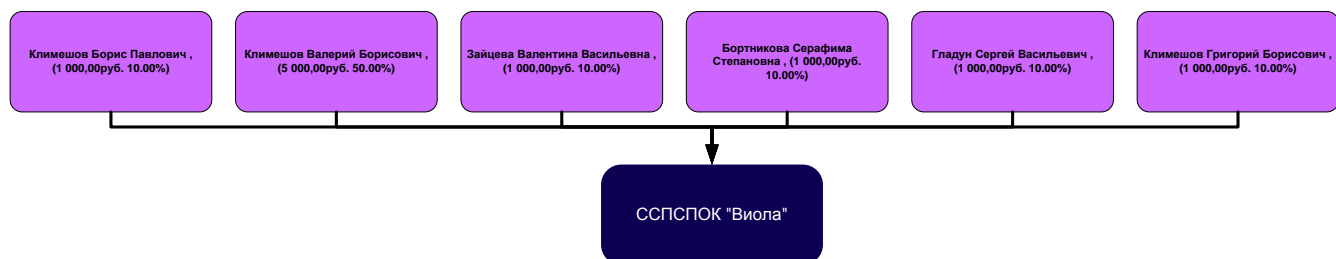 Климешов Борис Павлович ,
(1 000,00руб. 10.00%)
Климешов Валерий Борисович ,
(5 000,00руб. 50.00%)
Зайцева Валентина Васильевна ,
(1 000,00руб. 10.00%)
Бортникова Серафима
Степановна , (1 000,00руб.
10.00%)
Гладун Сергей Васильевич ,
(1 000,00руб. 10.00%)
Климешов Григорий Борисович ,
(1 000,00руб. 10.00%)
ССПСПОК "Виола"